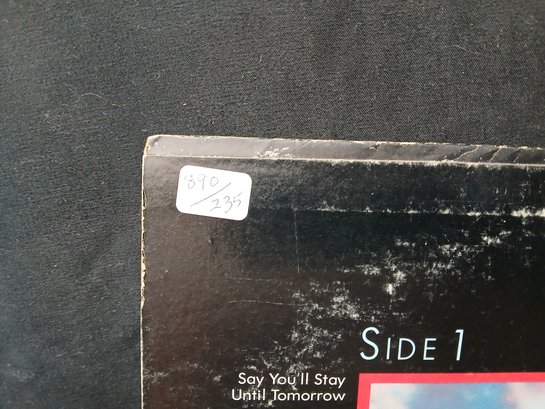 890/235
SIDE 1
Say You'll Stay
Until Tomorrow